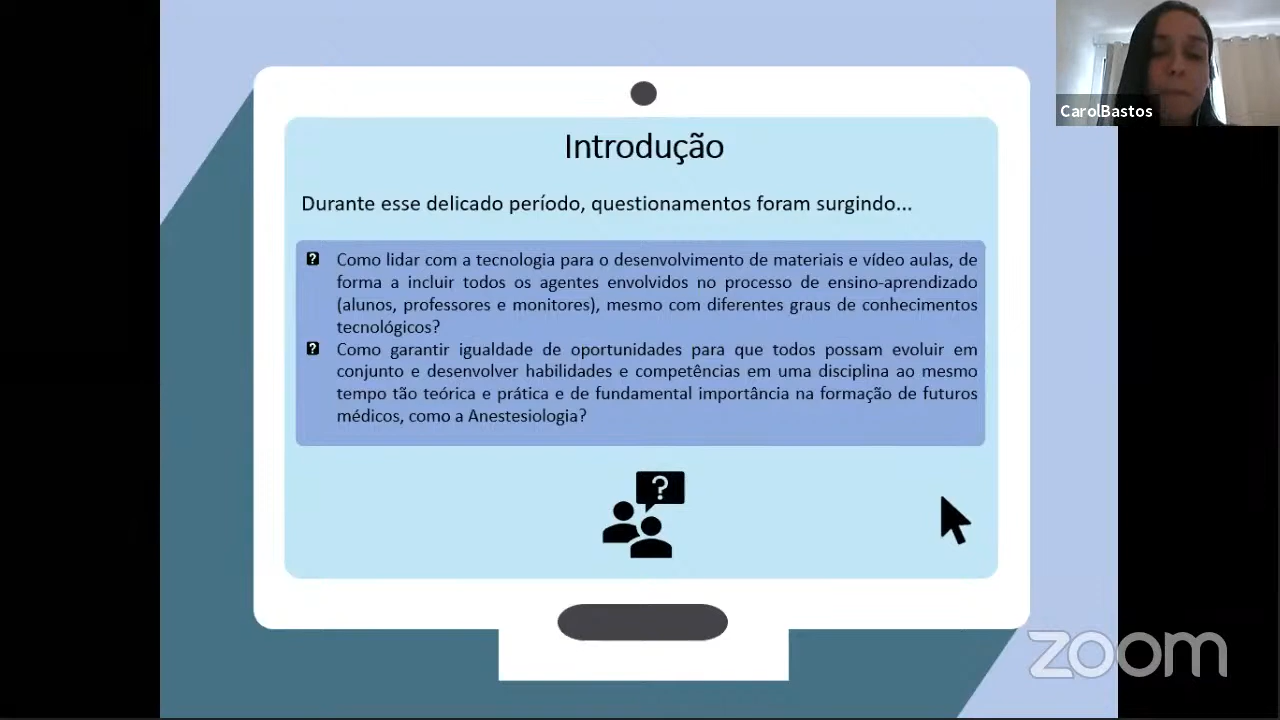 CarolBastos
Introdução
Durante esse delicado período, questionamentos foram surgindo...
? Como lidar com a tecnologia para o desenvolvimento de materiais e vídeo aulas, de
forma a incluir todos os agentes envolvidos no processo de ensino-aprendizado
(alunos, professores e monitores), mesmo com diferentes graus de conhecimentos
tecnológicos?
? Como garantir igualdade de oportunidades para que todos possam evoluir em
conjunto e desenvolver habilidades e competências em uma disciplina ao mesmo
tempo tão teórica e prática e de fundamental importância na formação de futuros
médicos, como a Anestesiologia?
?
zoom